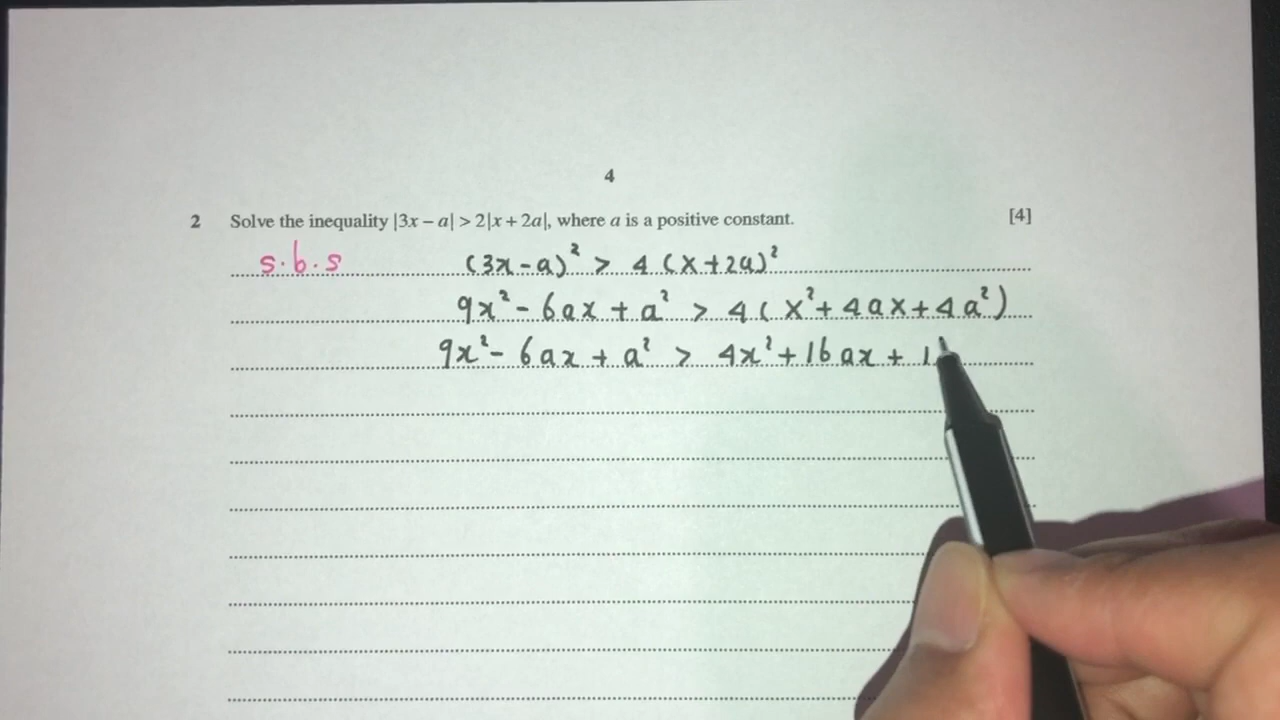 4
2 Solve the inequality |3x – a| > 2|x + 2a|, where a is a positive constant. [4]
s.b.s (3x-a)² > 4(x+2a)²
9x² - 6ax + a² > 4(x² + 4ax + 4a²)
9x² - 6ax + a² > 4x² + 16ax + 1